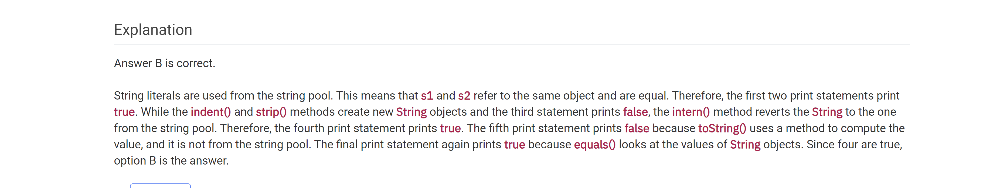 Explanation
Answer B is correct.
String literals are used from the string pool. This means that s1 and s2 refer to the same object and are equal. Therefore, the first two print statements print
true. While the indent() and strip() methods create new String objects and the third statement prints false, the intern() method reverts the String to the one
from the string pool. Therefore, the fourth print statement prints true. The fifth print statement prints false because toString() uses a method to compute the
value, and it is not from the string pool. The final print statement again prints true because equals() looks at the values of String objects. Since four are true,
option B is the answer.